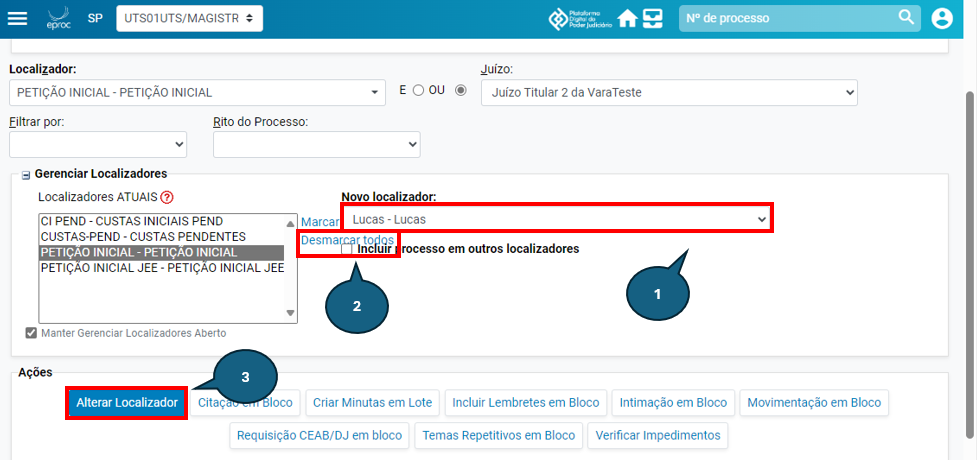 eproc
SP
UTS01UTS/MAGISTR
Plataforma
Digital do
Poder Judiciário
Nº de processo
Localizador:
PETIÇÃO INICIAL - PETIÇÃO INICIAL
E OU
Juízo:
Juízo Titular 2 da VaraTeste
Filtrar por:
Rito do Processo:
Gerenciar Localizadores
Localizadores ATUAIS ?
CI PEND - CUSTAS INICIAIS PEND
CUSTAS-PEND - CUSTAS PENDENTES
PETIÇÃO INICIAL - PETIÇÃO INICIAL
PETIÇÃO INICIAL JEE - PETIÇÃO INICIAL JEE
Marcar
Desmarcar todos
Novo localizador:
Lucas - Lucas
Incluir processo em outros localizadores
1
2
Manter Gerenciar Localizadores Aberto
Ações
3
Alterar Localizador
Citação em Bloco
Criar Minutas em Lote
Incluir Lembretes em Bloco
Intimação em Bloco
Movimentação em Bloco
Requisição CEAB/DJ em bloco
Temas Repetitivos em Bloco
Verificar Impedimentos